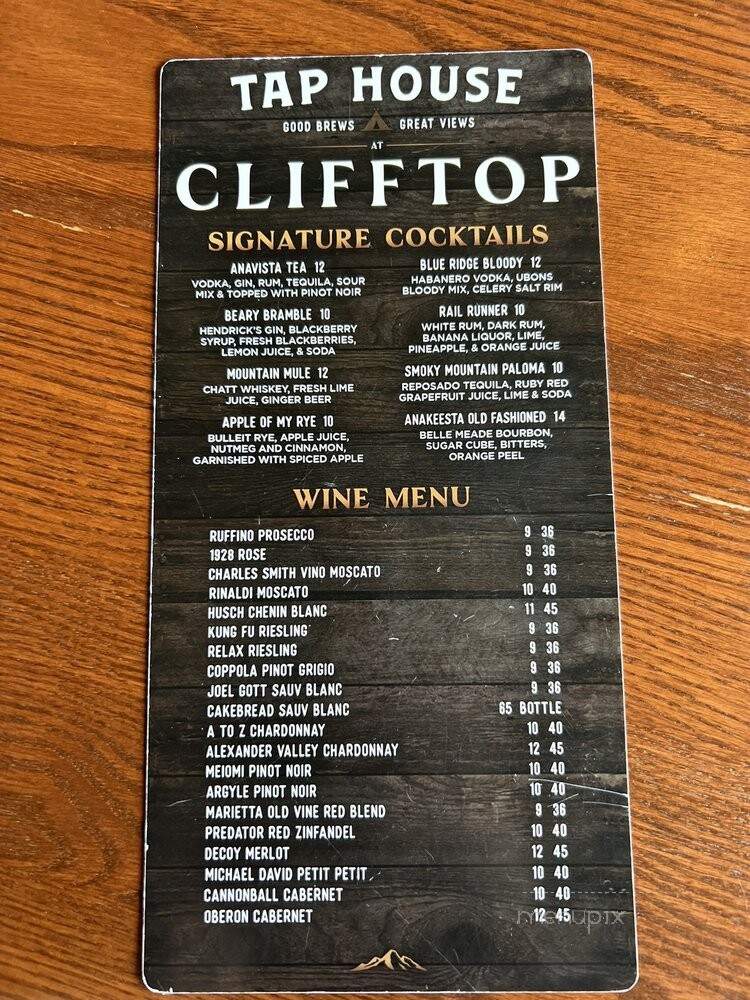 TAP HOUSE
GOOD BREWS GREAT VIEWS
AT
CLIFFTOP
SIGNATURE COCKTAILS
ANAVISTA TEA 12
VODKA, GIN, RUM, TEQUILA, SOUR
MIX & TOPPED WITH PINOT NOIR
BEARY BRAMBLE 10
HENDRICK'S GIN, BLACKBERRY
SYRUP, FRESH BLACKBERRIES,
LEMON JUICE, & SODA
MOUNTAIN MULE 12
CHATT WHISKEY, FRESH LIME
JUICE, GINGER BEER
APPLE OF MY RYE 10
BULLEIT RYE, APPLE JUICE,
NUTMEG AND CINNAMON,
GARNISHED WITH SPICED APPLE
BLUE RIDGE BLOODY 12
HABANERO VODKA, UBONS
BLOODY MIX, CELERY SALT RIM
RAIL RUNNER 10
WHITE RUM, DARK RUM,
BANANA LIQUOR, LIME,
PINEAPPLE, & ORANGE JUICE
SMOKY MOUNTAIN PALOMA 10
REPOSADO TEQUILA, RUBY RED
GRAPEFRUIT JUICE, LIME & SODA
ANAKEESTA OLD FASHIONED 14
BELLE MEADE BOURBON,
SUGAR CUBE, BITTERS,
ORANGE PEEL
WINE MENU
RUFFINO PROSECCO 9 36
1928 ROSE 9 36
CHARLES SMITH VINO MOSCATO 9 36
RINALDI MOSCATO 10 40
HUSCH CHENIN BLANC 11 45
KUNG FU RIESLING 9 36
RELAX RIESLING 9 36
COPPOLA PINOT GRIGIO 9 36
JOEL GOTT SAUV BLANC 9 36
CAKEBREAD SAUV BLANC 65 BOTTLE
A TO Z CHARDONNAY 10 40
ALEXANDER VALLEY CHARDONNAY 12 45
MEIOMI PINOT NOIR 10 40
ARGYLE PINOT NOIR 10 40
MARIETTA OLD VINE RED BLEND 9 36
PREDATOR RED ZINFANDEL 10 40
DECOY MERLOT 12 45
MICHAEL DAVID PETIT PETIT 10 40
CANNONBALL CABERNET 10 40
OBERON CABERNET 12 45
menupix